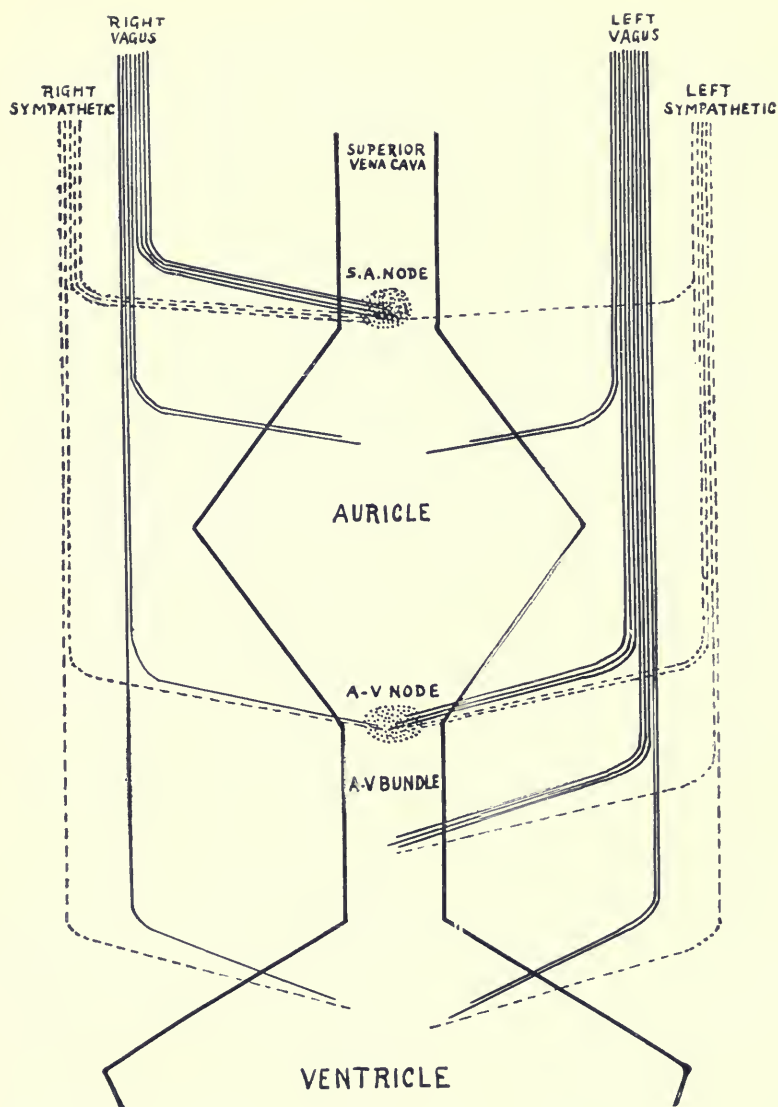 RIGHT
VAGUS
LEFT
VAGUS
RIGHT
SYMPATHETIC
LEFT
SYMPATHETIC
SUPERIOR
VENA CAVA
S.A. NODE
AURICLE
A-V NODE
A-V BUNDLE
VENTRICLE